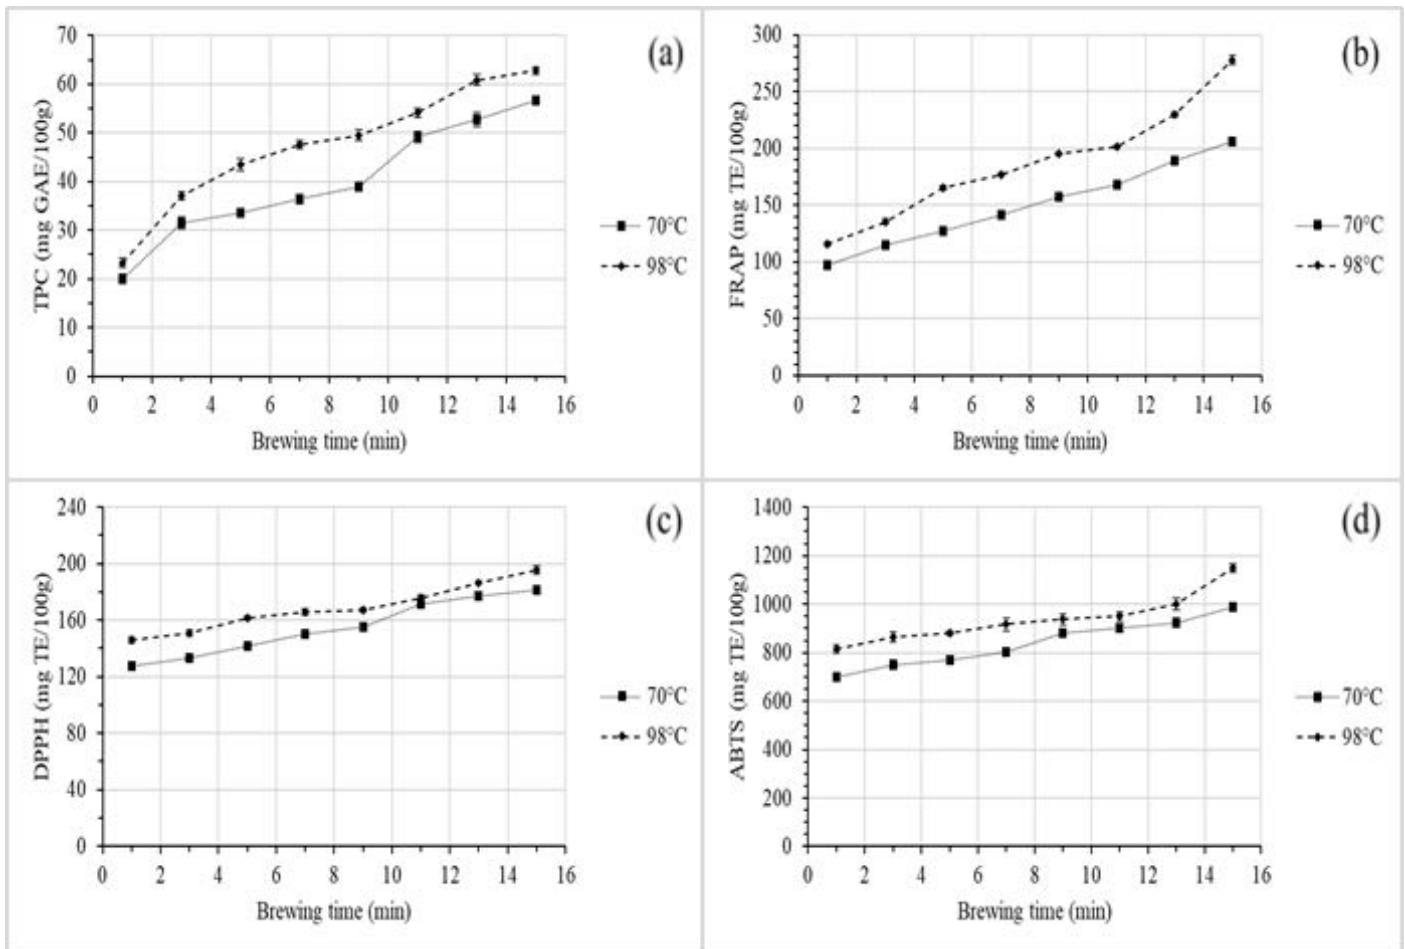 (a)
TPC (mg GAE/100g)
70
60
50
40
30
20
10
0
0 2 4 6 8 10 12 14 16
Brewing time (min)
70°C
98°C
(b)
FRAP (mg TE/100g)
300
250
200
150
100
50
0
0 2 4 6 8 10 12 14 16
Brewing time (min)
70°C
98°C
(c)
DPPH (mg TE/100g)
240
200
160
120
80
40
0
0 2 4 6 8 10 12 14 16
Brewing time (min)
70°C
98°C
(d)
ABTS (mg TE/100g)
1400
1200
1000
800
600
400
200
0
0 2 4 6 8 10 12 14 16
Brewing time (min)
70°C
98°C